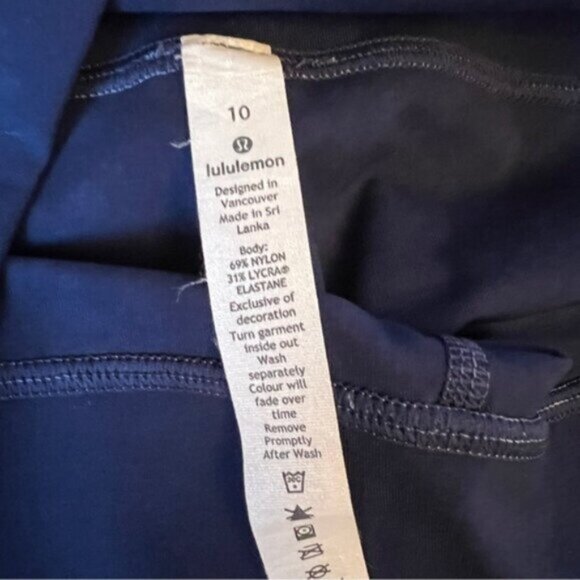 10
lululemon
Designed in
Vancouver
Made in Sri
Lanka
Body:
69% NYLON
31% LYCRA®
ELASTANE
Exclusive of
decoration
Turn garment
inside out
Wash
separately
Colour will
fade over
time
Remove
Promptly
After Wash
30C